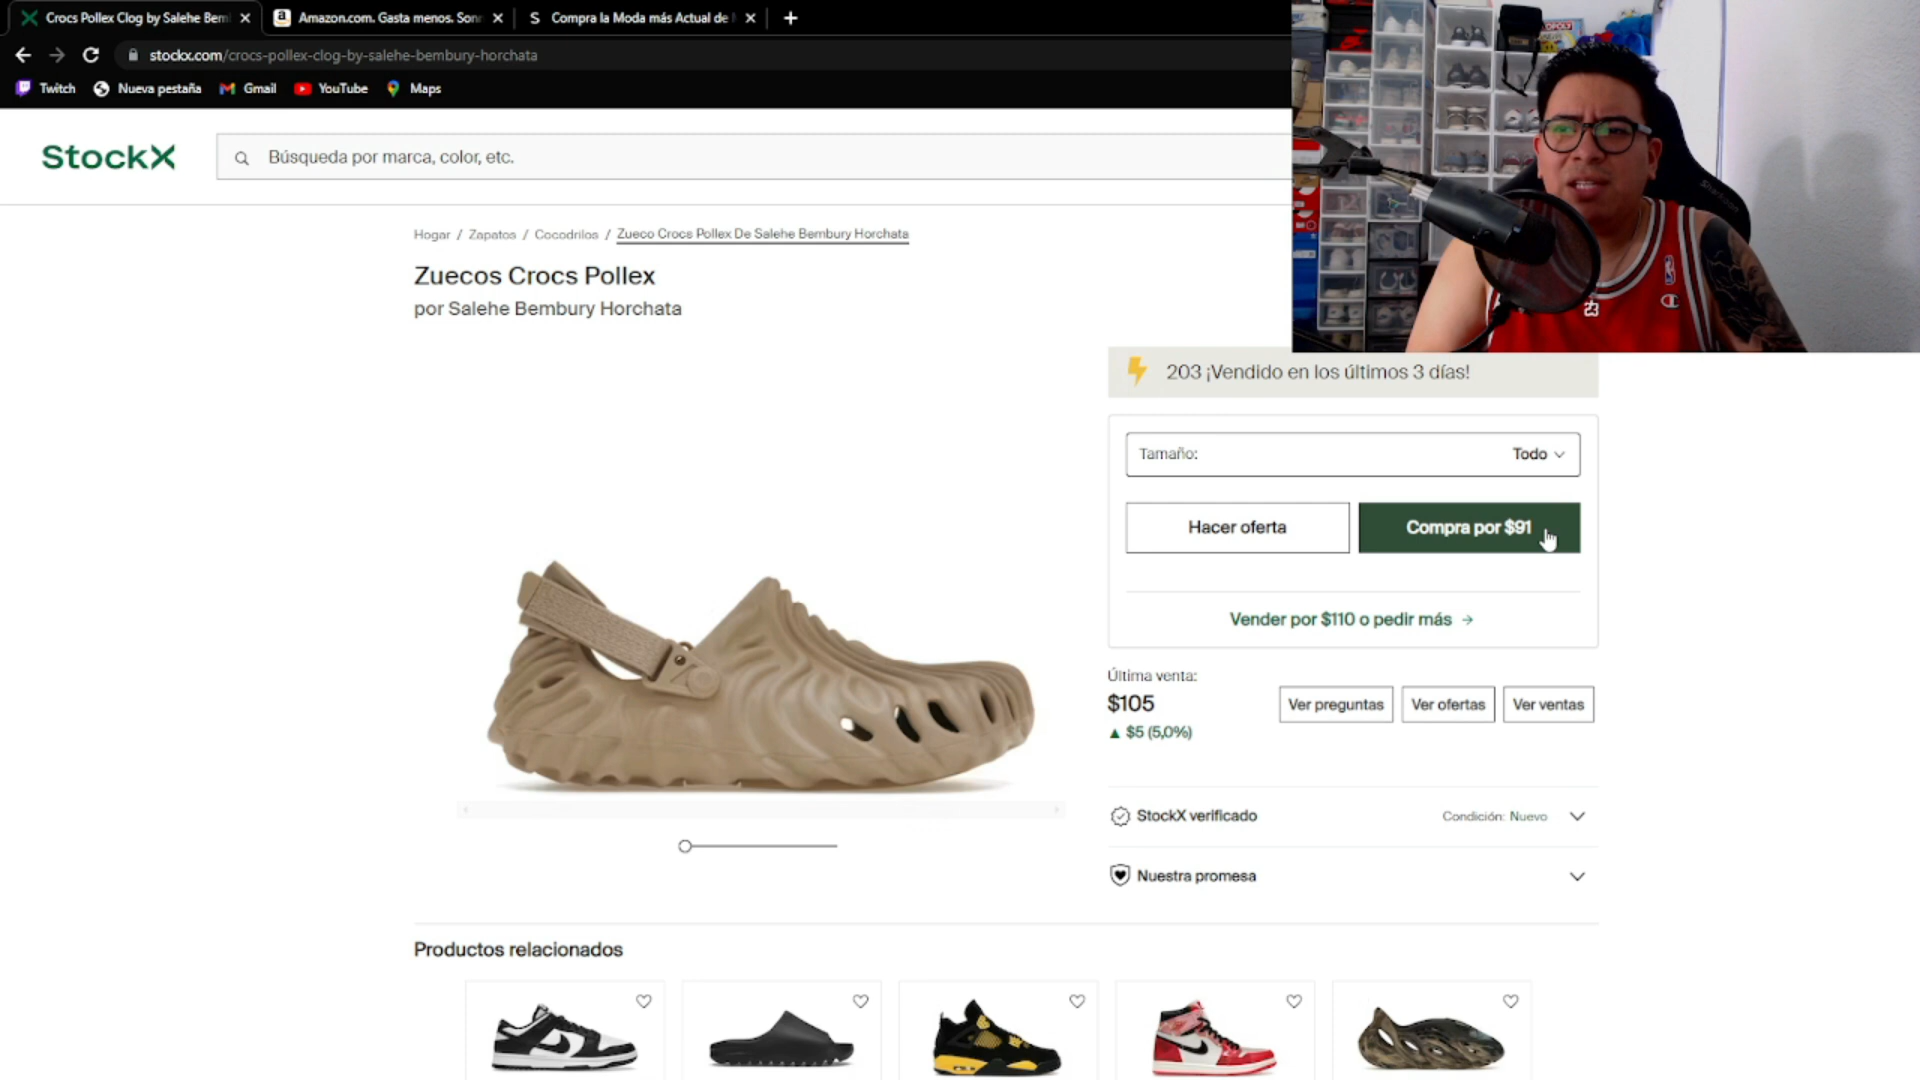 Crocs Pollex Clog by Salehe Bem
Amazon.com. Gasta menos. Son
Compra la Moda más Actual de
stockx.com/crocs-pollex-clog-by-salehe-bembury-horchata
Twitch
Nueva pestaña
Gmail
YouTube
Maps
StockX
Búsqueda por marca, color, etc.
Hogar / Zapatos / Cocodrilos / Zueco Crocs Pollex De Salehe Bembury Horchata
Zuecos Crocs Pollex
por Salehe Bembury Horchata
203 ¡Vendido en los últimos 3 días!
Tamaño: Todo
Hacer oferta
Compra por $91
Vender por $110 o pedir más →
Última venta:
$105
▲ $5 (5,0%)
Ver preguntas
Ver ofertas
Ver ventas
StockX verificado
Condición: Nuevo
Nuestra promesa
Productos relacionados
23